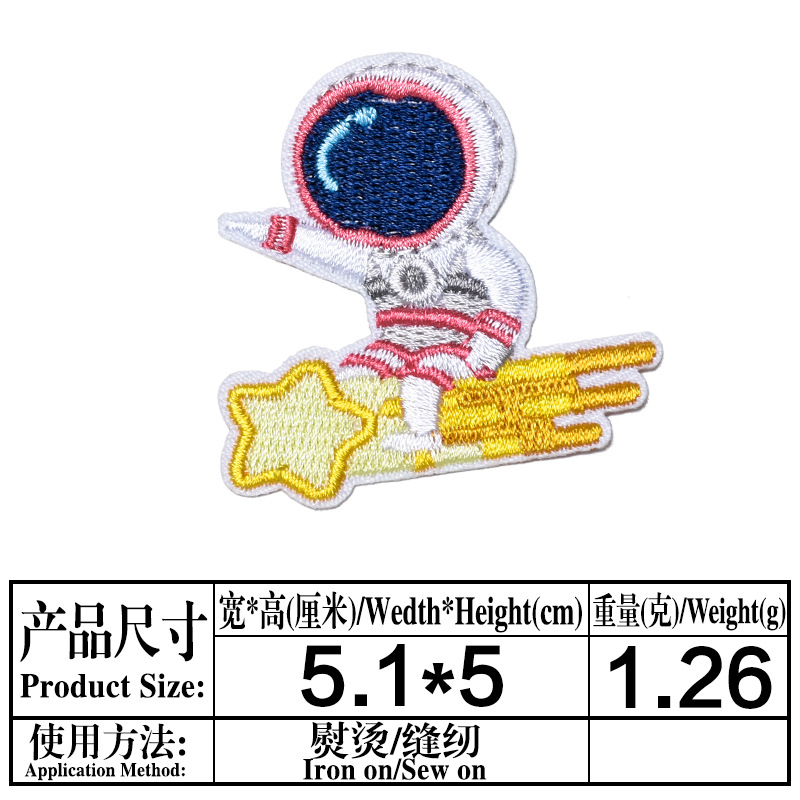 产品尺寸
Product Size:
宽*高(厘米)/Wedth*Height(cm)
重量(克)/Weight(g)
5.1*5
1.26
使用方法:
Application Method:
熨烫/缝纫
Iron on/Sew on